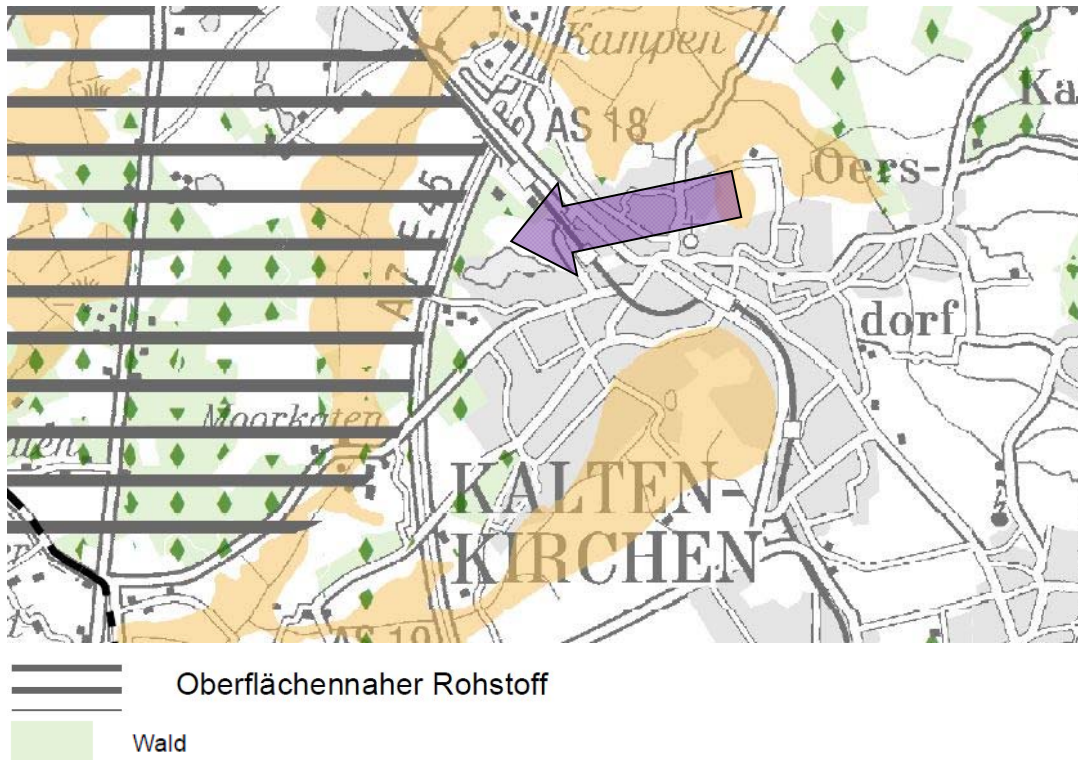 Kampen
AS 18
Ka
Oers-
E 45
A 7
dorf
Moorkaten
KALTEN-
KIRCHEN
AS 19
Oberflächennaher Rohstoff
Wald